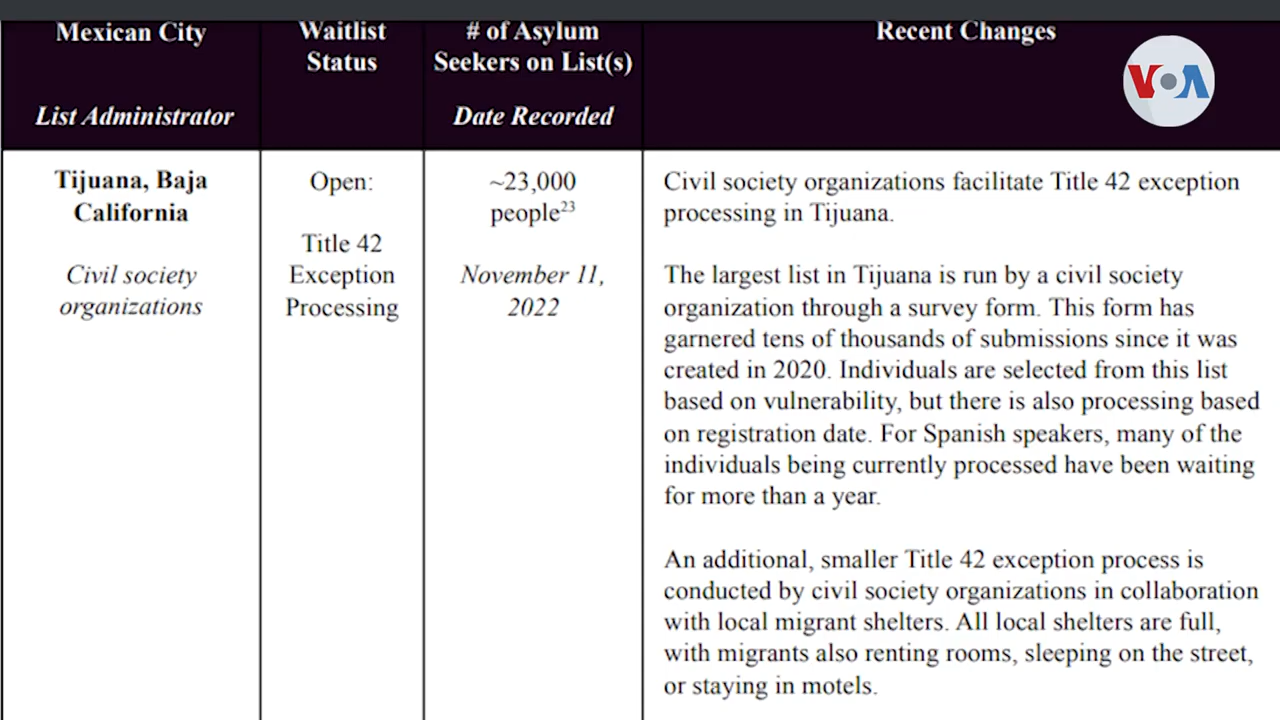 Mexican City
List Administrator
Waitlist
Status
# of Asylum
Seekers on List(s)
Date Recorded
Recent Changes
VOA
Tijuana, Baja
California
Civil society
organizations
Open:
Title 42
Exception
Processing
~23,000
people23
November 11,
2022
Civil society organizations facilitate Title 42 exception
processing in Tijuana.
The largest list in Tijuana is run by a civil society
organization through a survey form. This form has
garnered tens of thousands of submissions since it was
created in 2020. Individuals are selected from this list
based on vulnerability, but there is also processing based
on registration date. For Spanish speakers, many of the
individuals being currently processed have been waiting
for more than a year.
An additional, smaller Title 42 exception process is
conducted by civil society organizations in collaboration
with local migrant shelters. All local shelters are full,
with migrants also renting rooms, sleeping on the street,
or staying in motels.